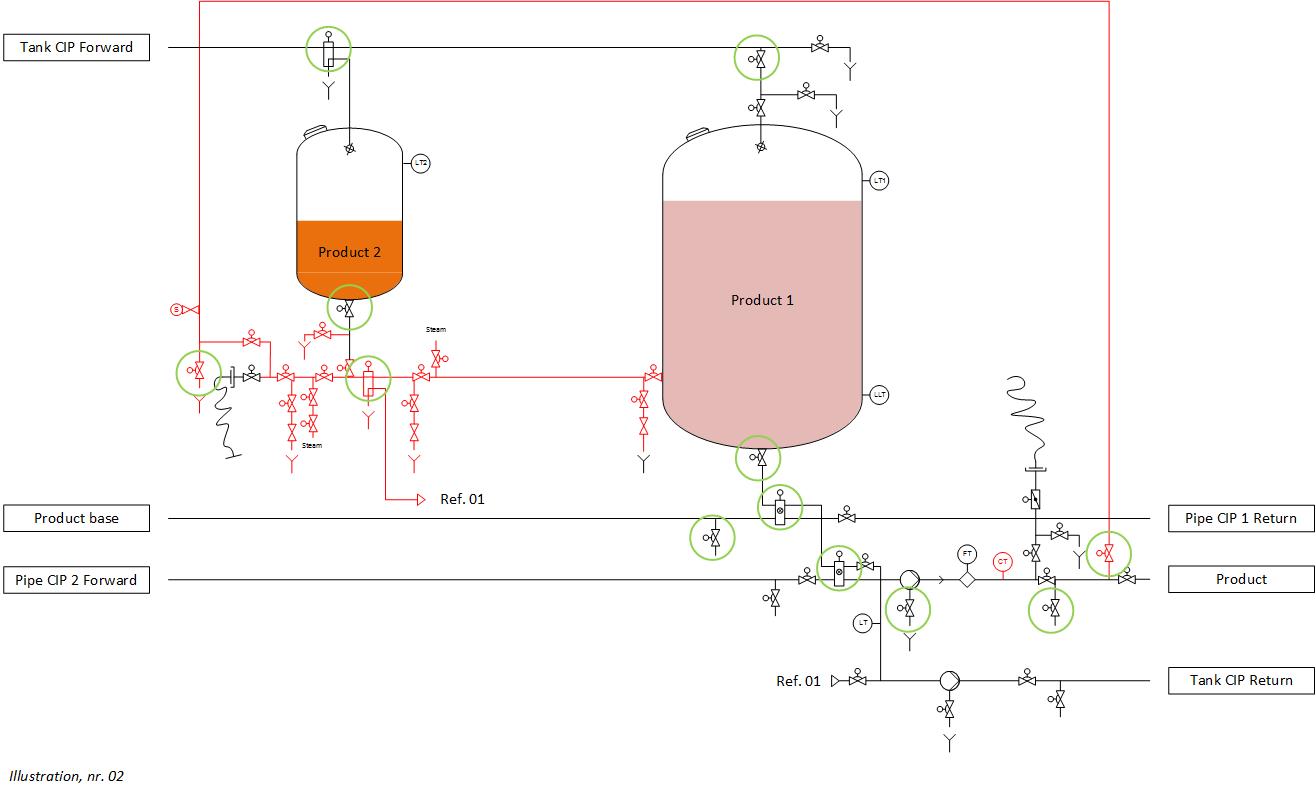 Tank CIP Forward
LT2
LT1
Product 2
Product 1
S
Steam
LLT
Steam
Ref. 01
Product base
Pipe CIP 1 Return
FT
CT
Pipe CIP 2 Forward
Product
LT
Ref. 01
Tank CIP Return
Illustration, nr. 02